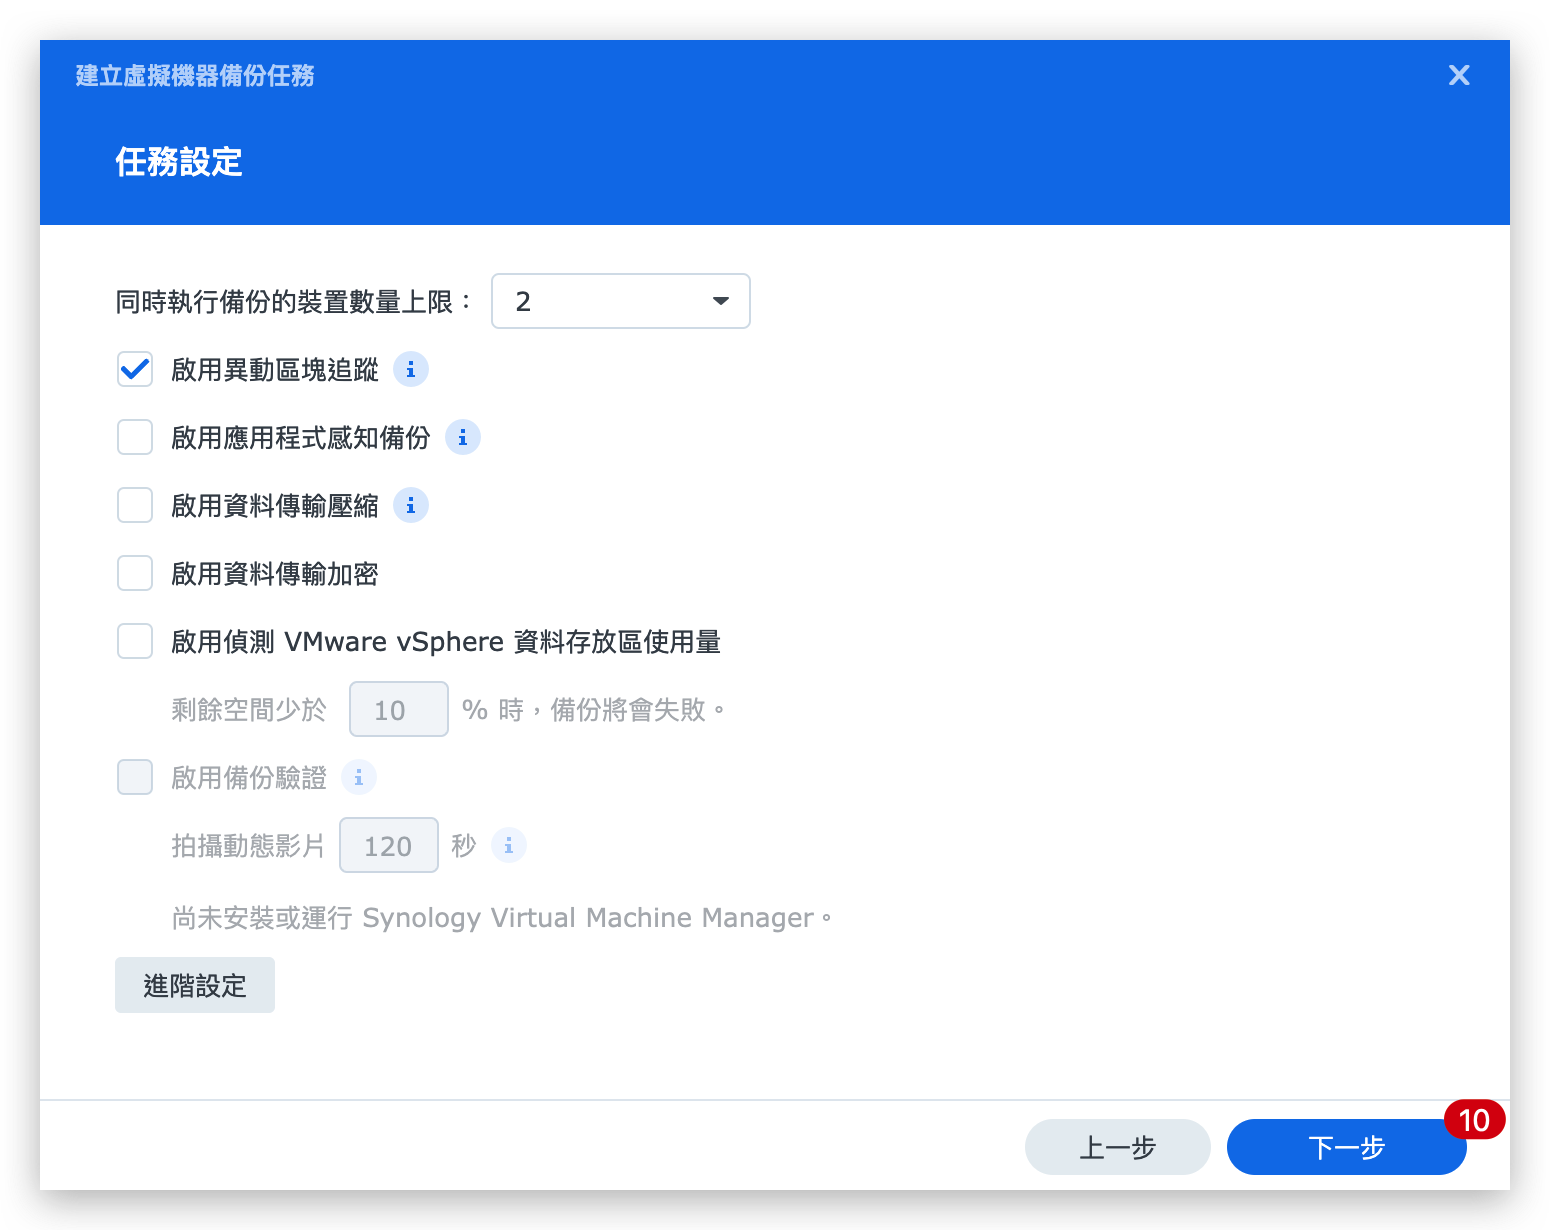 建立虛擬機器備份任務
任務設定
同時執行備份的裝置數量上限： 2
啟用異動區塊追蹤
啟用應用程式感知備份
啟用資料傳輸壓縮
啟用資料傳輸加密
啟用偵測 VMware vSphere 資料存放區使用量
剩餘空間少於 10 % 時，備份將會失敗。
啟用備份驗證
拍攝動態影片 120 秒
尚未安裝或運行 Synology Virtual Machine Manager。
進階設定
10
上一步 下一步